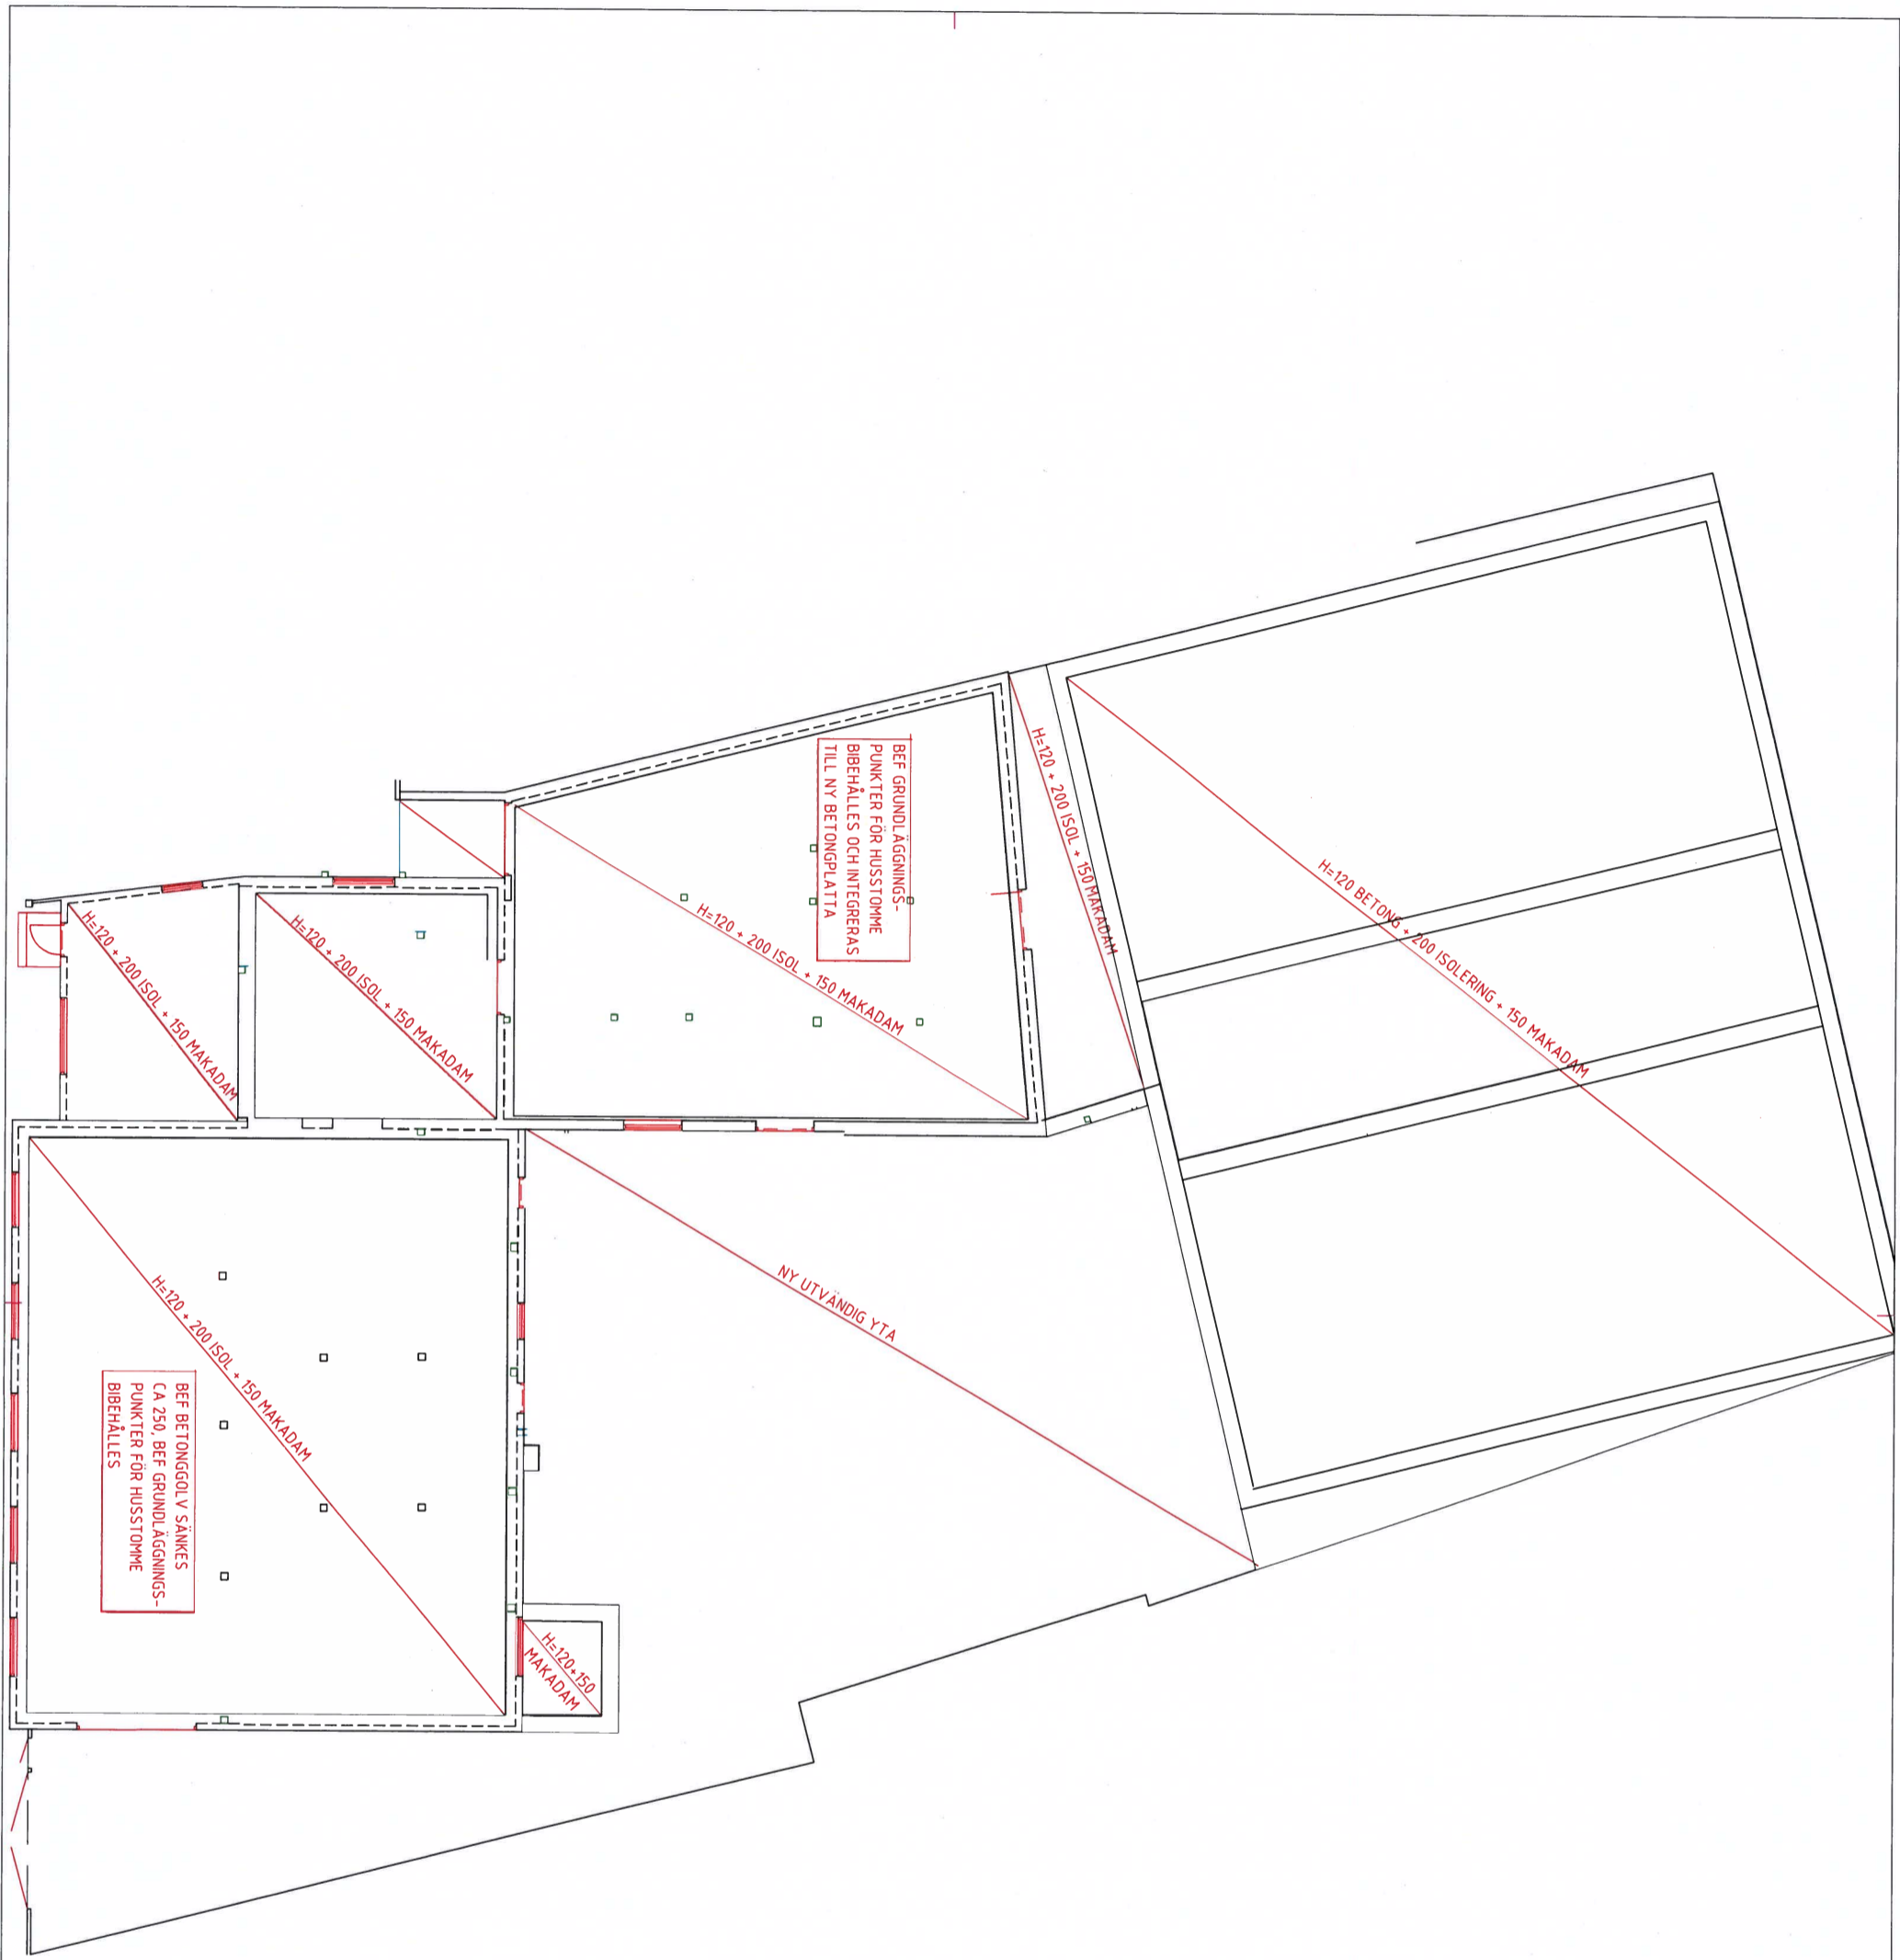 H=120 BETONG + 200 ISOLERING + 150 MAKADAM
H=120 + 200 ISOL + 150 MAKADAM
BEF GRUNDLÄGGNINGS-
PUNKTER FÖR HUSSTOMME
BIBEHÅLLES OCH INTEGRERAS
TILL NY BETONGPLATTA
H=120 + 200 ISOL + 150 MAKADAM
H=120 + 200 ISOL + 150 MAKADAM
H=120 + 200 ISOL + 150 MAKADAM
NY UTVÄNDIG YTA
H=120 + 200 ISOL + 150 MAKADAM
BEF BETONGGOLV SÄNKES
CA 250, BEF GRUNDLÄGGNINGS-
PUNKTER FÖR HUSSTOMME
BIBEHÅLLES
H=120+150
MAKADAM